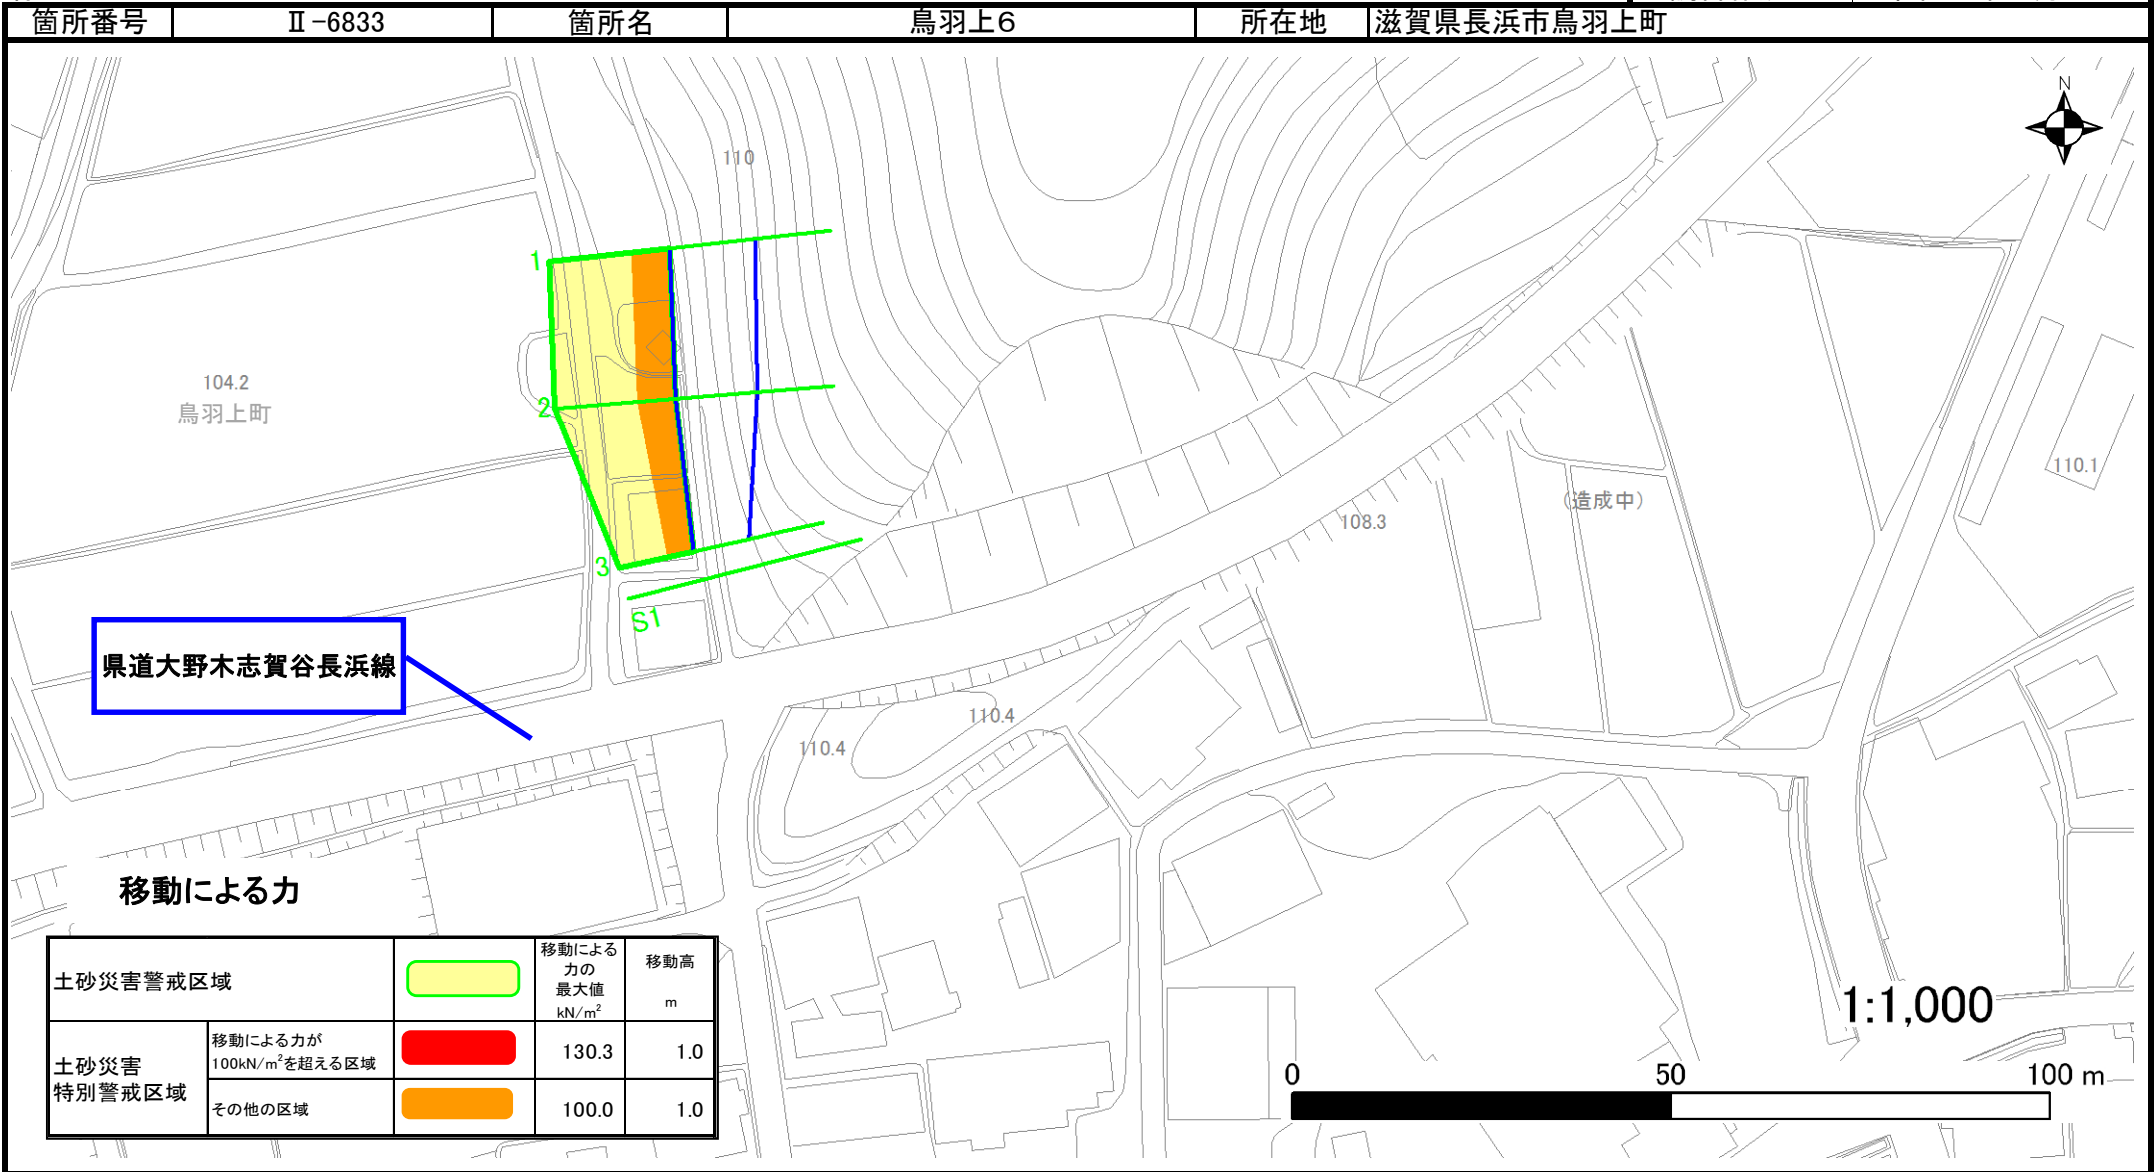 箇所番号 Ⅱ-6833 箇所名 鳥羽上6 所在地 滋賀県長浜市鳥羽上町
N
110
1
104.2
鳥羽上町
2
110.1
(造成中)
108.3
3
S1
県道大野木志賀谷長浜線
110.4
110.4
移動による力
土砂災害警戒区域
移動による
力の
最大値
kN/m²
移動高
m
土砂災害
特別警戒区域
移動による力が
100kN/m²を超える区域
130.3 1.0
その他の区域
100.0 1.0
1:1,000
0 50 100 m